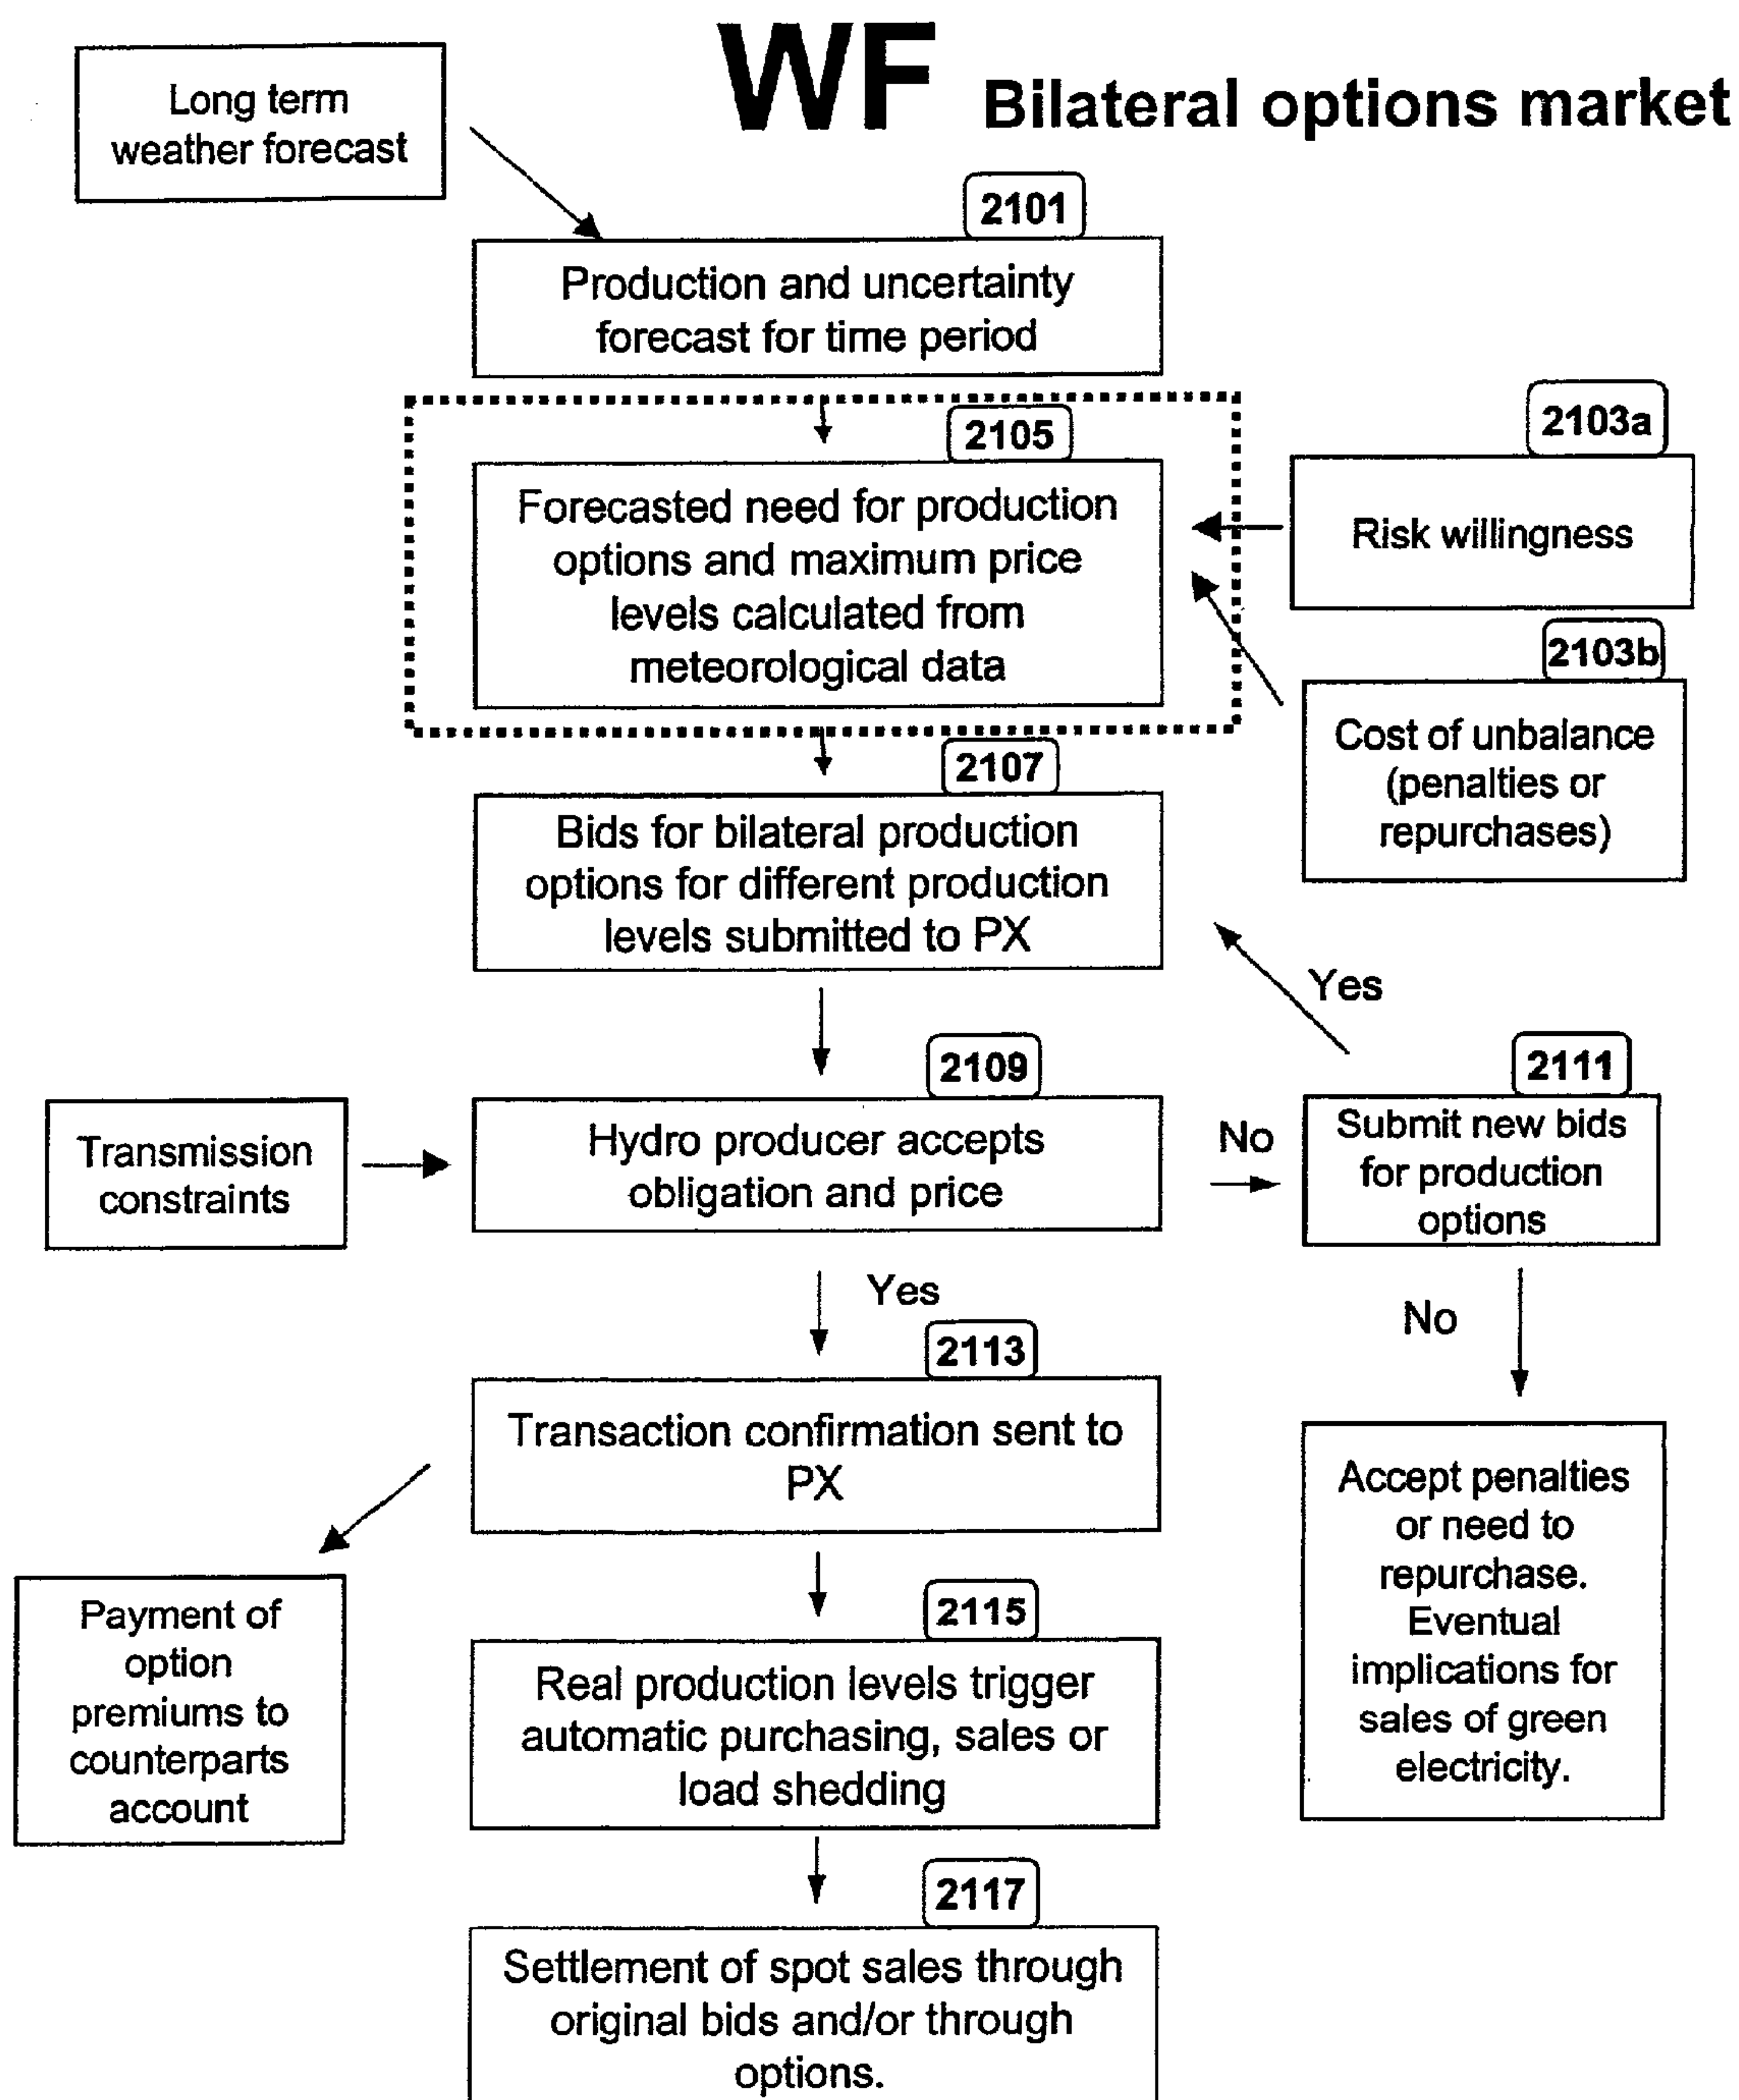 WF Bilateral options market
Long term
weather forecast
2101
Production and uncertainty
forecast for time period
2105
Forecasted need for production
options and maximum price
levels calculated from
meteorological data
2103a
Risk willingness
2103b
Cost of unbalance
(penalties or
repurchases)
2107
Bids for bilateral production
options for different production
levels submitted to PX
Yes
2109
Hydro producer accepts
obligation and price
Transmission
constraints
No
2111
Submit new bids
for production
options
Yes
No
2113
Transaction confirmation sent to
PX
Accept penalties
or need to
repurchase.
Eventual
implications for
sales of green
electricity.
Payment of
option
premiums to
counterparts
account
2115
Real production levels trigger
automatic purchasing, sales or
load shedding
2117
Settlement of spot sales through
original bids and/or through
options.